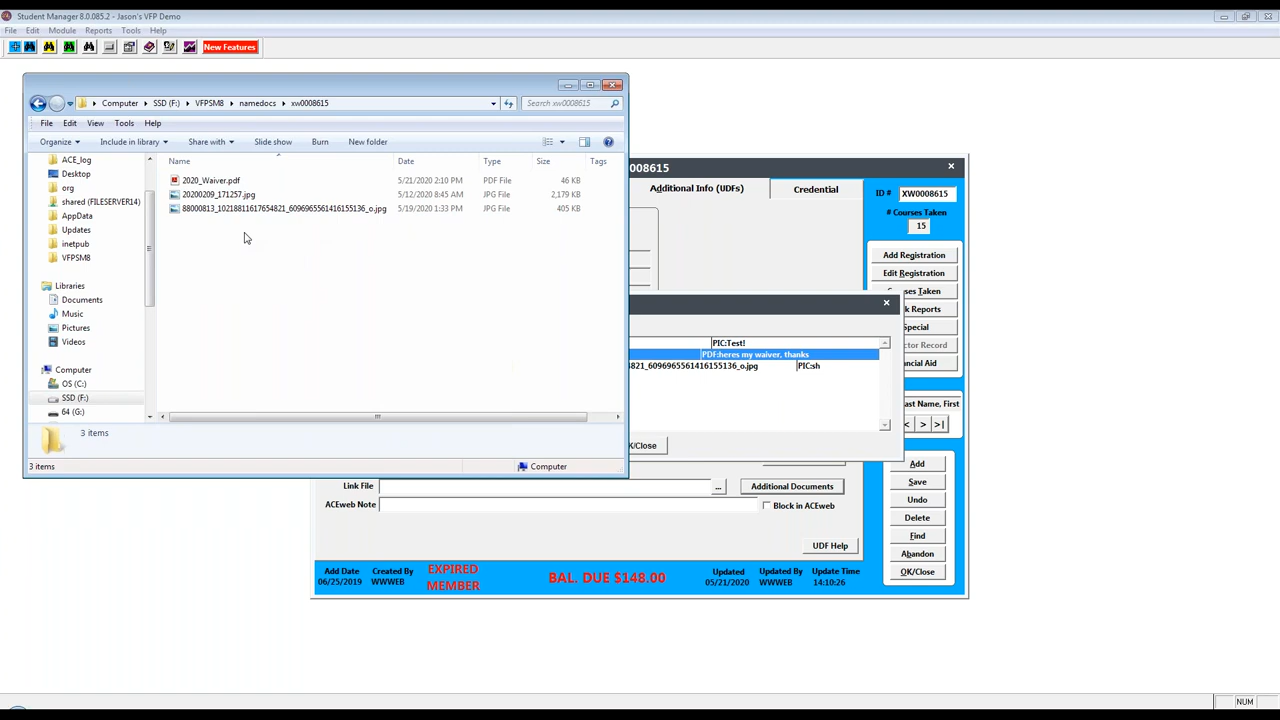 Student Manager 8.0.085.2 - Jason's VFP Demo
File Edit Module Reports Tools Help
New Features
Computer SSD (F:) VFPSM8 namedocs xw0008615
Search xw0008615
File Edit View Tools Help
Organize Include in library Share with Slide show Burn New folder
Name Date Type Size Tags
2020_Waiver.pdf 5/21/2020 2:10 PM PDF File 46 KB
20200209_171257.jpg 5/12/2020 8:45 AM JPG File 2,179 KB
88000813_10218811617654821_6096965561416155136_o.jpg 5/19/2020 1:33 PM JPG File 405 KB
ACE_log
Desktop
org
shared (FILESERVER14)
AppData
Updates
inetpub
VFPSM8
Libraries
Documents
Music
Pictures
Videos
Computer
OS (C:)
SSD (F:)
64 (G:)
3 items
3 items
Computer
008615
Additional Info (UDFs) Credential
ID # XW0008615
# Courses Taken
15
Add Registration
Edit Registration
Courses Taken
k Reports
Special
ctor Record
ncial Aid
ast Name, First
< > >|
PIC:Test!
PDF:heres my waiver, thanks
4821_6096965561416155136_o.jpg PIC:sh
K/Close
Link File ... Additional Documents
ACEweb Note Block in ACEweb
UDF Help
Add
Save
Undo
Delete
Find
Abandon
OK/Close
Add Date Created By EXPIRED MEMBER BAL. DUE $148.00 Updated Updated By Update Time
06/25/2019 WWWEB 05/21/2020 WWWEB 14:10:26
NUM